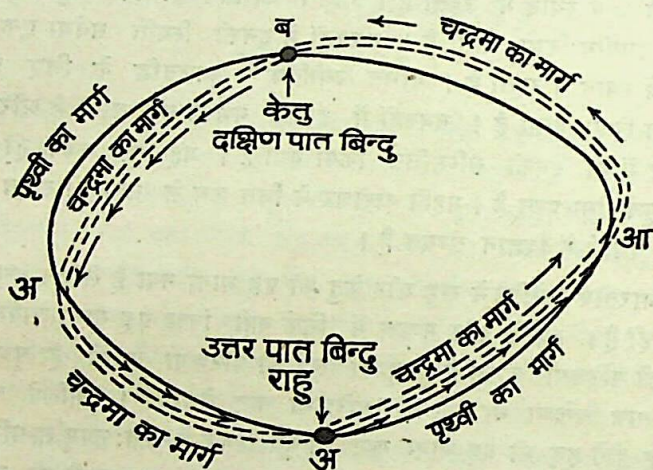 ब
चन्द्रमा का मार्ग
केतु
दक्षिण पात बिन्दु
पृथ्वी का मार्ग
चन्द्रमा का मार्ग
आ
अ
उत्तर पात बिन्दु
राहु
चन्द्रमा का मार्ग
पृथ्वी का मार्ग
चन्द्रमा का मार्ग
अ